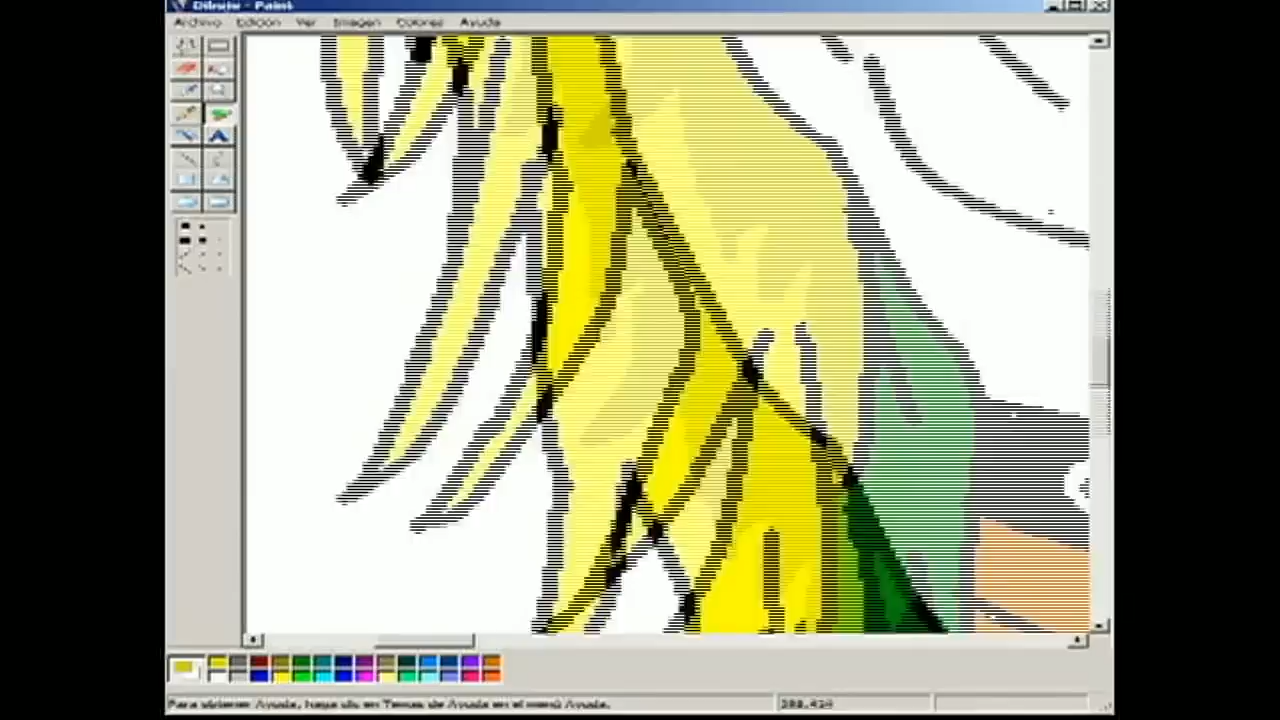 Dibujo - Paint
Archivo Edición Ver Imagen Colores Ayuda
Para obtener Ayuda, haga clic en Temas de Ayuda en el menú Ayuda.